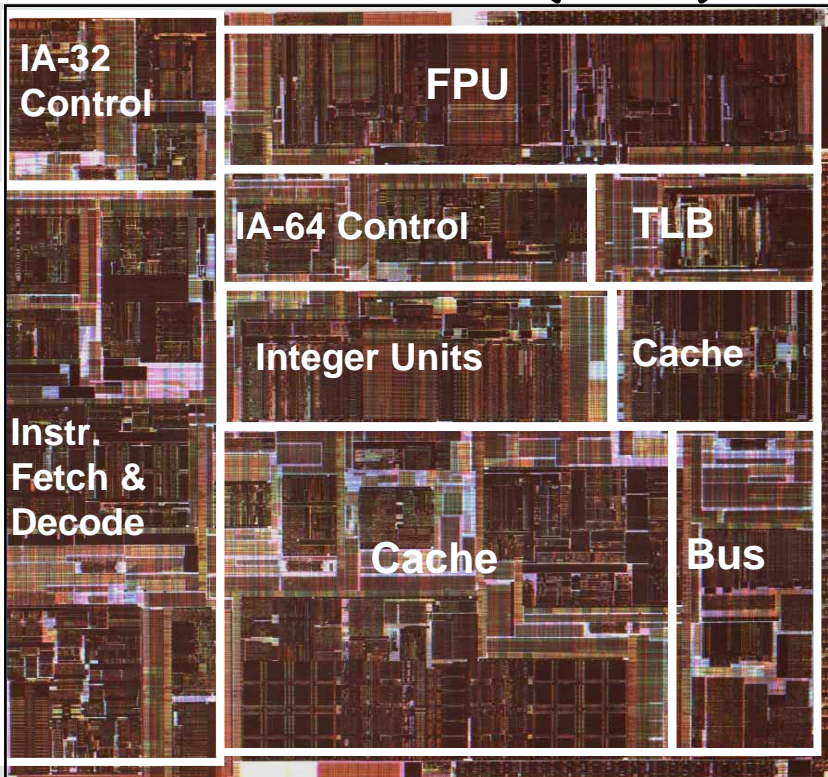 IA-32
Control
FPU
IA-64 Control
TLB
Integer Units
Cache
Instr.
Fetch &
Decode
Cache
Bus